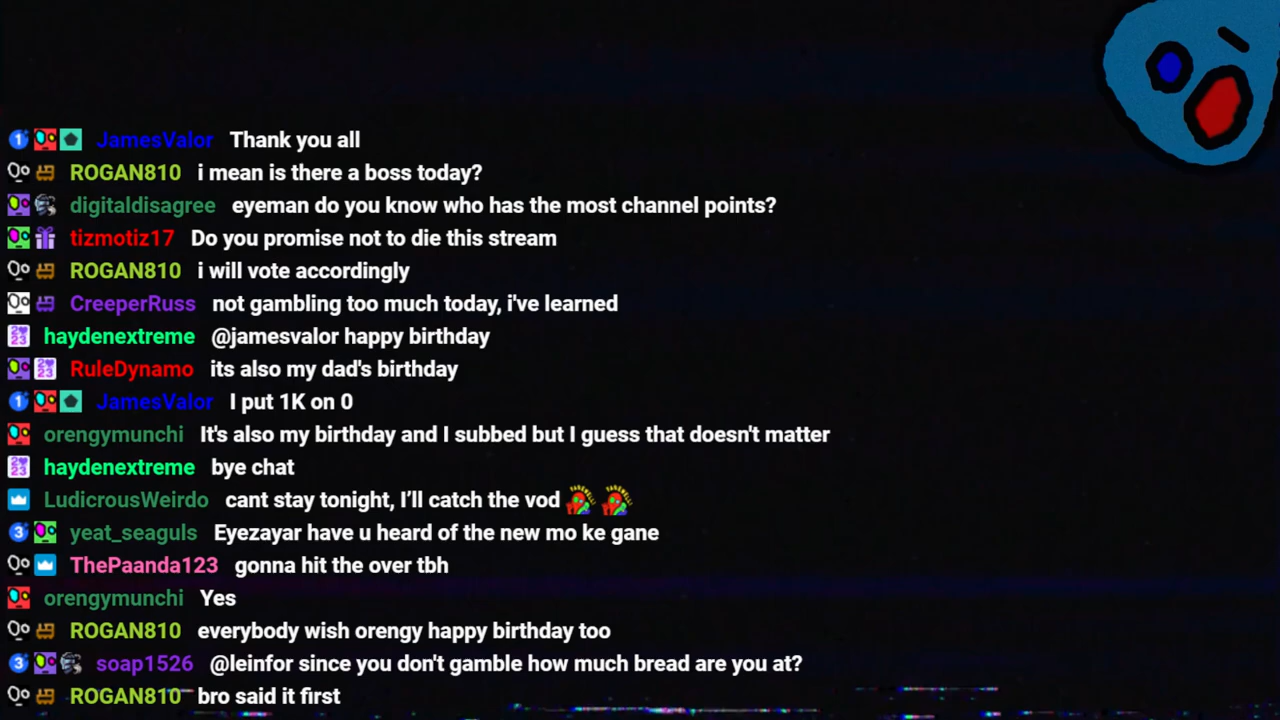 JamesValor Thank you all
ROGAN810 i mean is there a boss today?
digitaldisagree eyeman do you know who has the most channel points?
tizmotiz17 Do you promise not to die this stream
ROGAN810 i will vote accordingly
CreeperRuss not gambling too much today, i've learned
haydenextreme @jamesvalor happy birthday
RuleDynamo its also my dad's birthday
JamesValor I put 1K on 0
orengymunchi It's also my birthday and I subbed but I guess that doesn't matter
haydenextreme bye chat
LudicrousWeirdo cant stay tonight, I’ll catch the vod
yeat_seaguls Eyezayar have u heard of the new mo ke gane
ThePaanda123 gonna hit the over tbh
orengymunchi Yes
ROGAN810 everybody wish orengy happy birthday too
soap1526 @leinfor since you don't gamble how much bread are you at?
ROGAN810 bro said it first